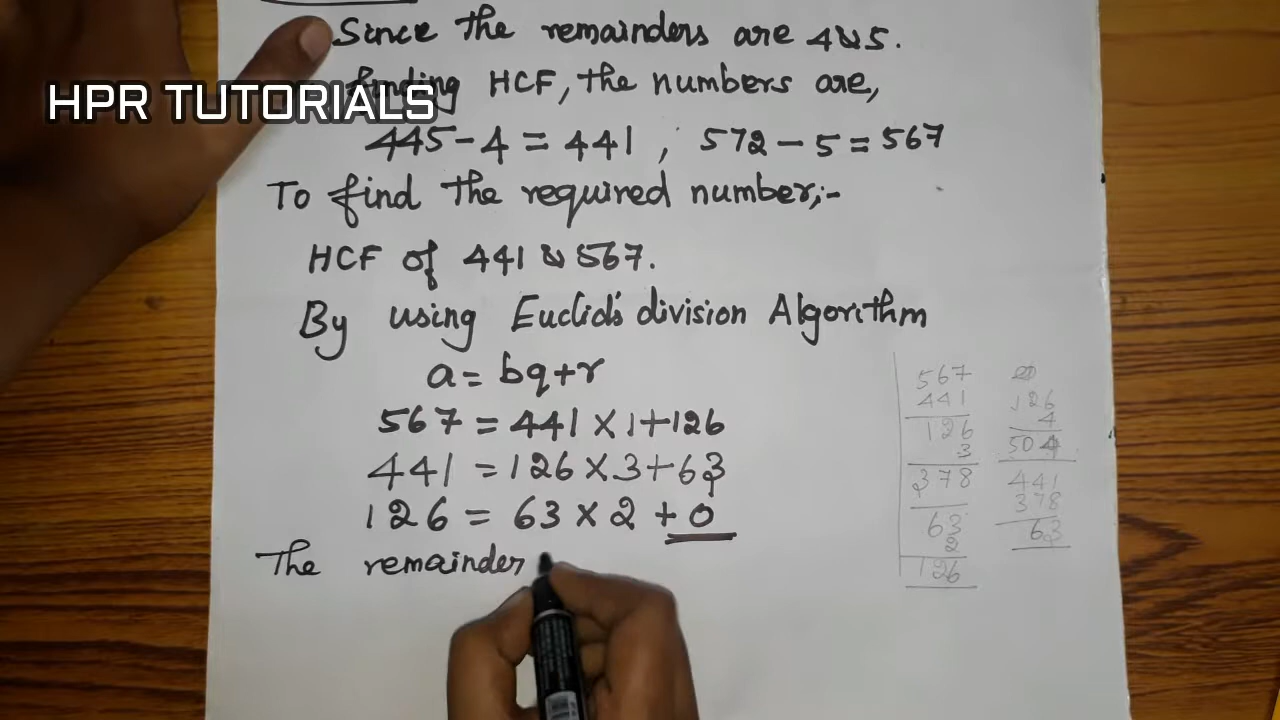 Since the remainders are 4 & 5.
finding HCF, the numbers are,
HPR TUTORIALS
445 - 4 = 441 ; 572 - 5 = 567
To find the required number;-
HCF of 441 & 567.
By using Euclid's division Algorithm
a = bq + r
567 = 441 × 1 + 126
441 = 126 × 3 + 63
126 = 63 × 2 + 0
The remainder
567
441
126
3
378
63
2
126
126
4
504
441
378
63